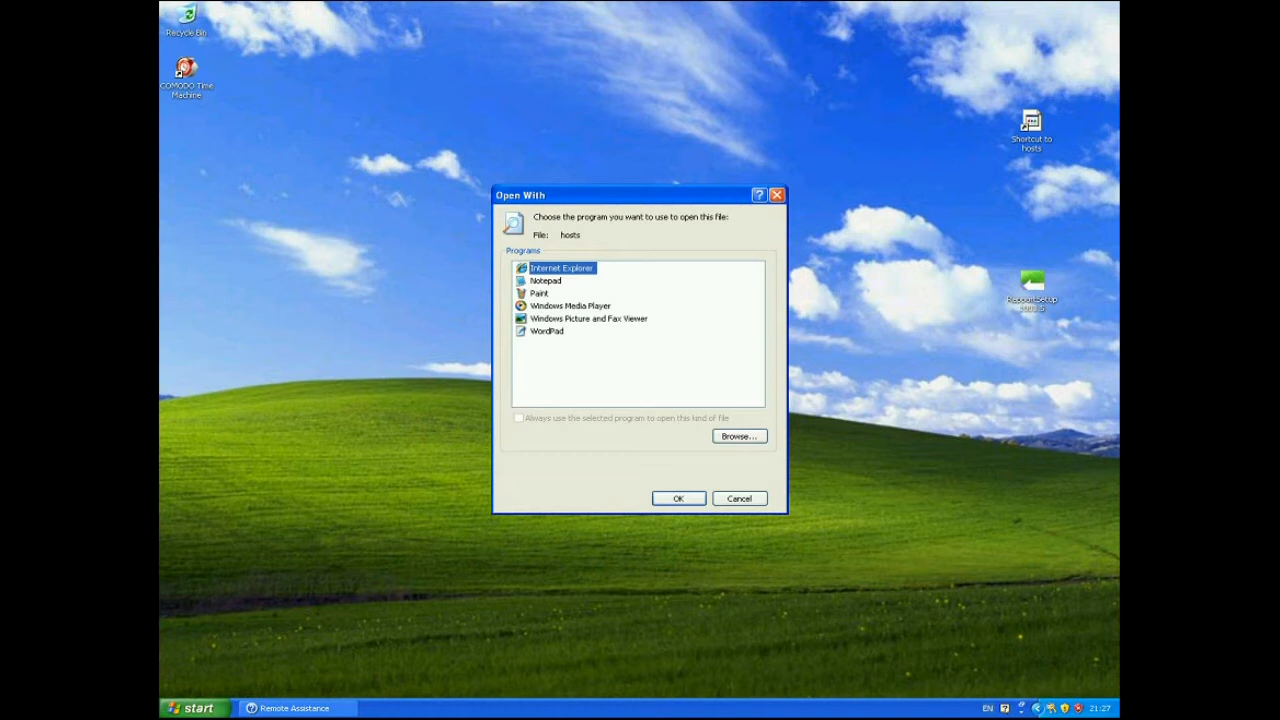 Recycle Bin
COMODO Time
Machine
Shortcut to
hosts
Open With
Choose the program you want to use to open this file:
File: hosts
Programs
Internet Explorer
Notepad
Paint
Windows Media Player
Windows Picture and Fax Viewer
WordPad
Always use the selected program to open this kind of file
Browse...
OK
Cancel
start
Remote Assistance
EN
21:27